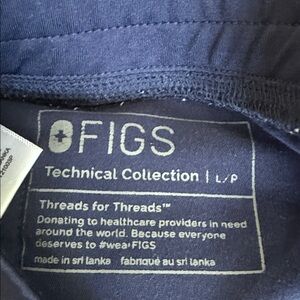 FIGS
Technical Collection | L/P
Threads for Threads™
Donating to healthcare providers in need
around the world. Because everyone
deserves to #wearFIGS
made in sri lanka fabriqué au sri lanka